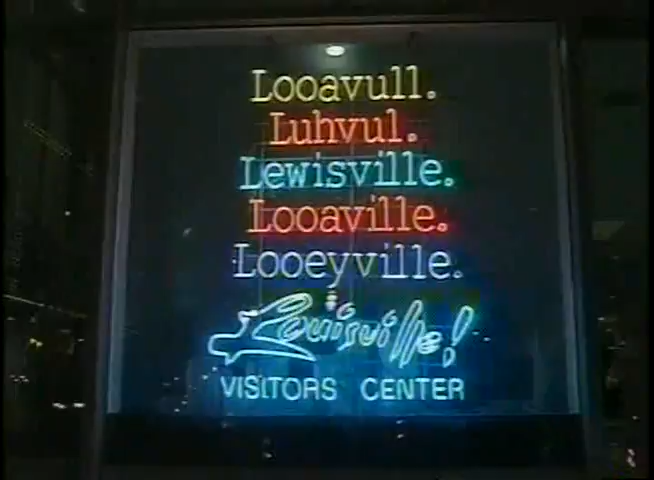 Looavull.
Luhvul.
Lewisville.
Looaville.
Looeyville.
Louisville!
VISITORS CENTER